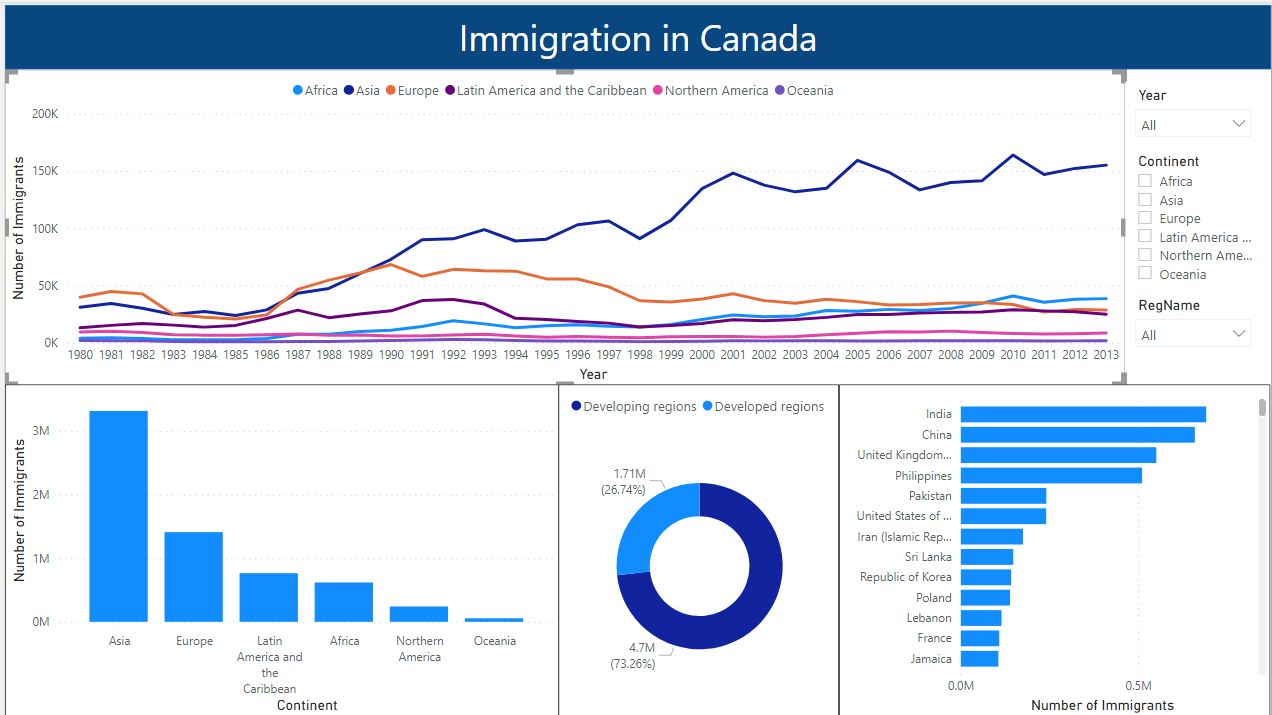 Immigration in Canada
Africa Asia Europe Latin America and the Caribbean Northern America Oceania
Number of Immigrants
200K
150K
100K
50K
0K
1980 1981 1982 1983 1984 1985 1986 1987 1988 1989 1990 1991 1992 1993 1994 1995 1996 1997 1998 1999 2000 2001 2002 2003 2004 2005 2006 2007 2008 2009 2010 2011 2012 2013
Year
Year
All
Continent
Africa
Asia
Europe
Latin America ...
Northern Ame...
Oceania
RegName
All
Number of Immigrants
3M
2M
1M
0M
Asia
Europe
Latin
America and
the
Caribbean
Africa
Northern
America
Oceania
Continent
Developing regions Developed regions
1.71M
(26.74%)
4.7M
(73.26%)
India
China
United Kingdom...
Philippines
Pakistan
United States of ...
Iran (Islamic Rep...
Sri Lanka
Republic of Korea
Poland
Lebanon
France
Jamaica
0.0M 0.5M
Number of Immigrants